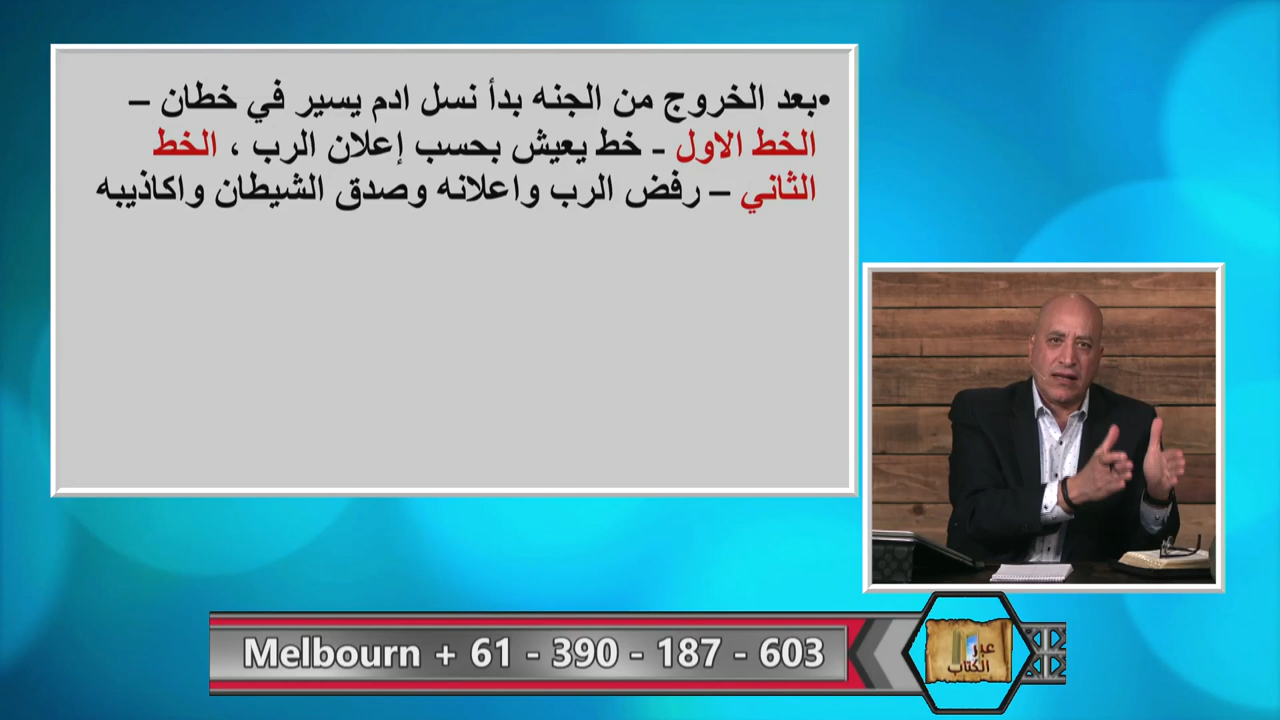 •بعد الخروج من الجنه بدأ نسل ادم يسير في خطان –
الخط الاول - خط يعيش بحسب إعلان الرب ، الخط
الثاني – رفض الرب واعلانه وصدق الشيطان واكاذيبه
Melbourn + 61 - 390 - 187 - 603
عبر
الكتاب